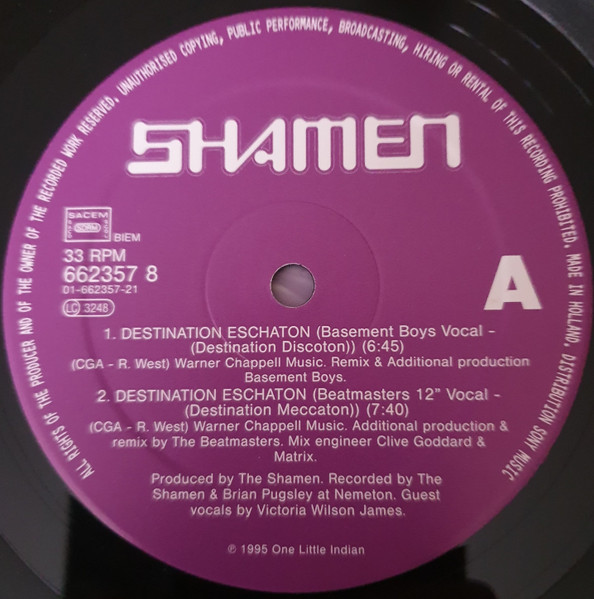 ALL RIGHTS OF THE PRODUCER AND OF THE OWNER OF THE RECORDED WORK RESERVED. UNAUTHORISED COPYING, PUBLIC PERFORMANCE, BROADCASTING, HIRING OR RENTAL OF THIS RECORDING PROHIBITED. MADE IN HOLLAND. DISTRIBUTION SONY MUSIC
SHAMEN
SACEM
BIEM
33 RPM
662357 8
01-662357-21
LC 3248
A
1. DESTINATION ESCHATON (Basement Boys Vocal -
(Destination Discoton)) (6:45)
(CGA - R. West) Warner Chappell Music. Remix & Additional production
Basement Boys.
2. DESTINATION ESCHATON (Beatmasters 12" Vocal -
(Destination Meccaton)) (7:40)
(CGA - R. West) Warner Chappell Music. Additional production &
remix by The Beatmasters. Mix engineer Clive Goddard &
Matrix.
Produced by The Shamen. Recorded by The
Shamen & Brian Pugsley at Nemeton. Guest
vocals by Victoria Wilson James.
℗ 1995 One Little Indian